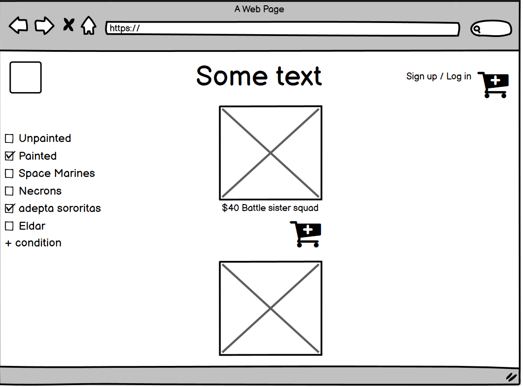 A Web Page
https://
Some text
Sign up / Log in
Unpainted
Painted
Space Marines
Necrons
adepta sororitas
Eldar
+ condition
$40 Battle sister squad